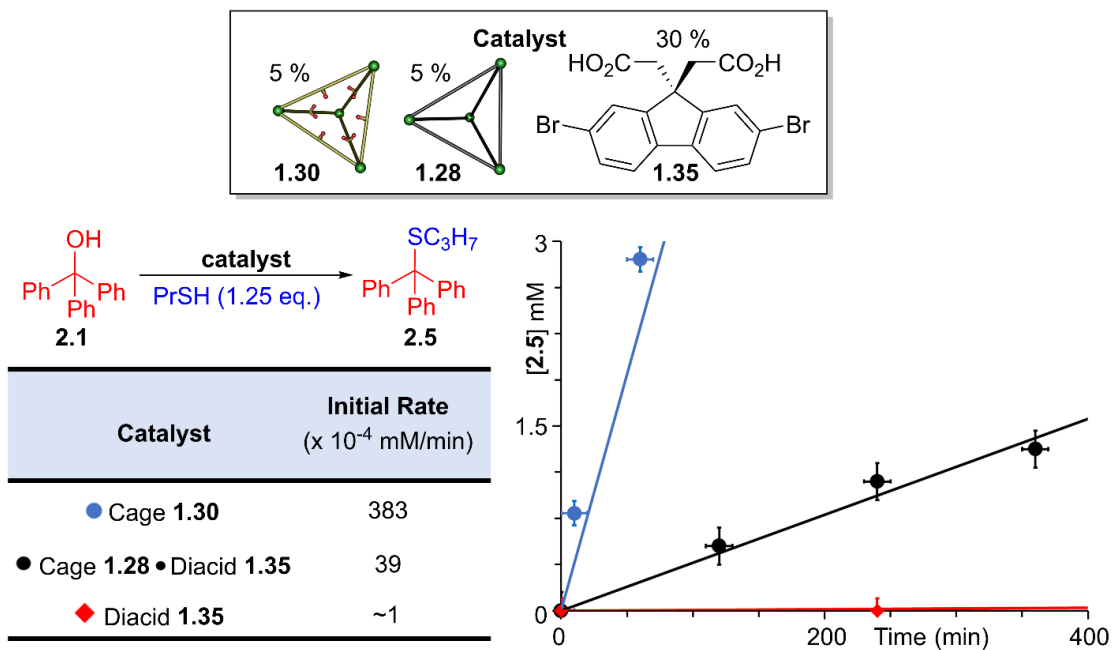 Catalyst
5 %
5 %
30 %
HO₂C
CO₂H
Br
Br
1.30
1.28
1.35
OH
Ph
Ph
Ph
2.1
catalyst
PrSH (1.25 eq.)
SC₃H₇
Ph
Ph
Ph
2.5
Catalyst
Initial Rate
(x 10⁻⁴ mM/min)
Cage 1.30
383
Cage 1.28 • Diacid 1.35
39
Diacid 1.35
~1
[2.5] mM
3
1.5
0
0
200
Time (min)
400